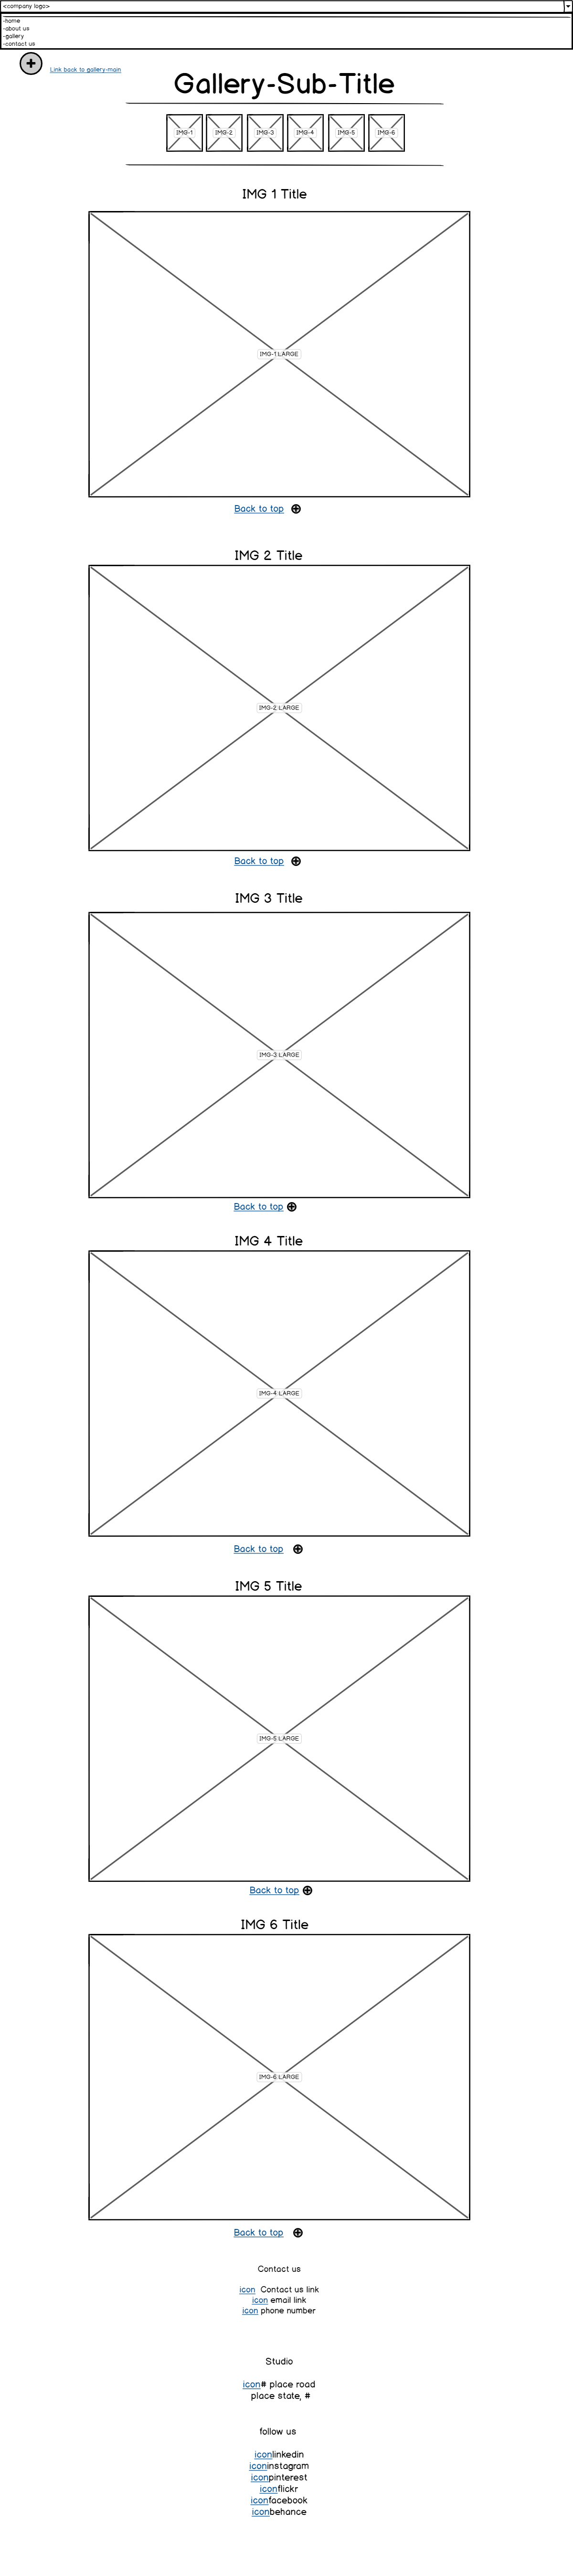 <company logo>
-home
-about us
-gallery
-contact us
Link back to gallery-main
Gallery-Sub-Title
IMG-1 IMG-2 IMG-3 IMG-4 IMG-5 IMG-6
IMG 1 Title
IMG-1 LARGE
Back to top
IMG 2 Title
IMG-2 LARGE
Back to top
IMG 3 Title
IMG-3 LARGE
Back to top
IMG 4 Title
IMG-4 LARGE
Back to top
IMG 5 Title
IMG-5 LARGE
Back to top
IMG 6 Title
IMG-6 LARGE
Back to top
Contact us
icon Contact us link
icon email link
icon phone number
Studio
icon# place road
place state, #
follow us
iconlinkedin
iconinstagram
iconpinterest
iconflickr
iconfacebook
iconbehance